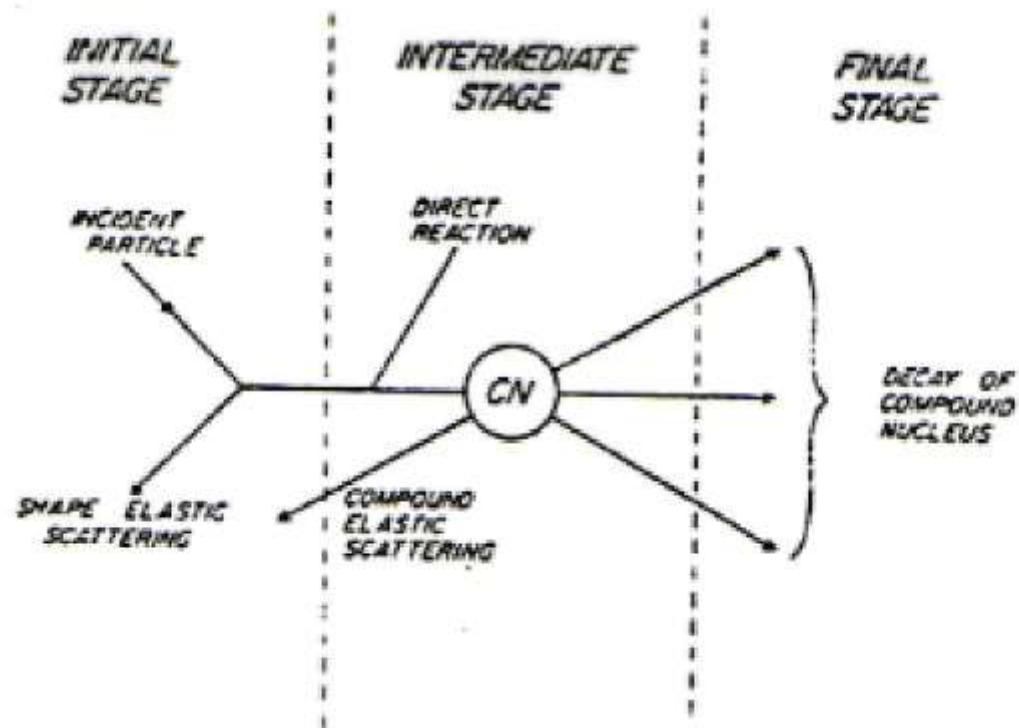 INITIAL
STAGE
INTERMEDIATE
STAGE
FINAL
STAGE
INCIDENT
PARTICLE
DIRECT
REACTION
CN
DECAY OF
COMPOUND
NUCLEUS
SHAPE ELASTIC
SCATTERING
COMPOUND
ELASTIC
SCATTERING